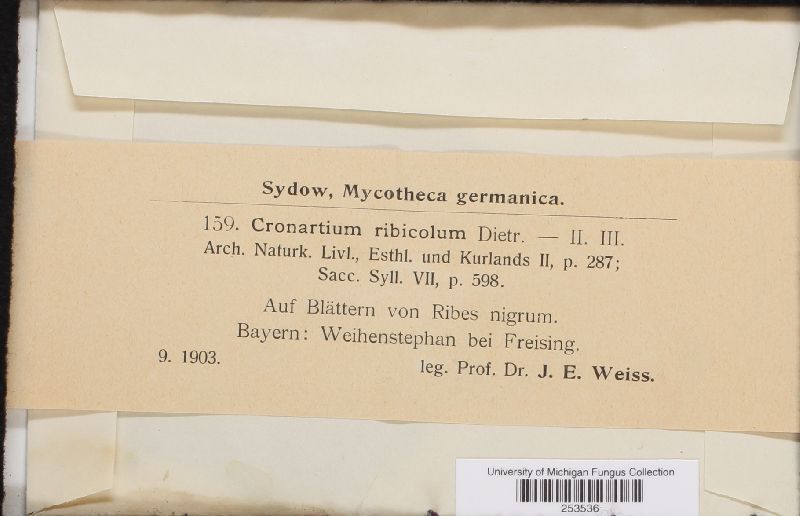 Sydow, Mycotheca germanica.
159. Cronartium ribicolum Dietr. — II. III.
Arch. Naturk. Livl., Esthl. und Kurlands II, p. 287;
Sacc. Syll. VII, p. 598.
Auf Blättern von Ribes nigrum.
Bayern: Weihenstephan bei Freising.
9. 1903.
leg. Prof. Dr. J. E. Weiss.
University of Michigan Fungus Collection
253536